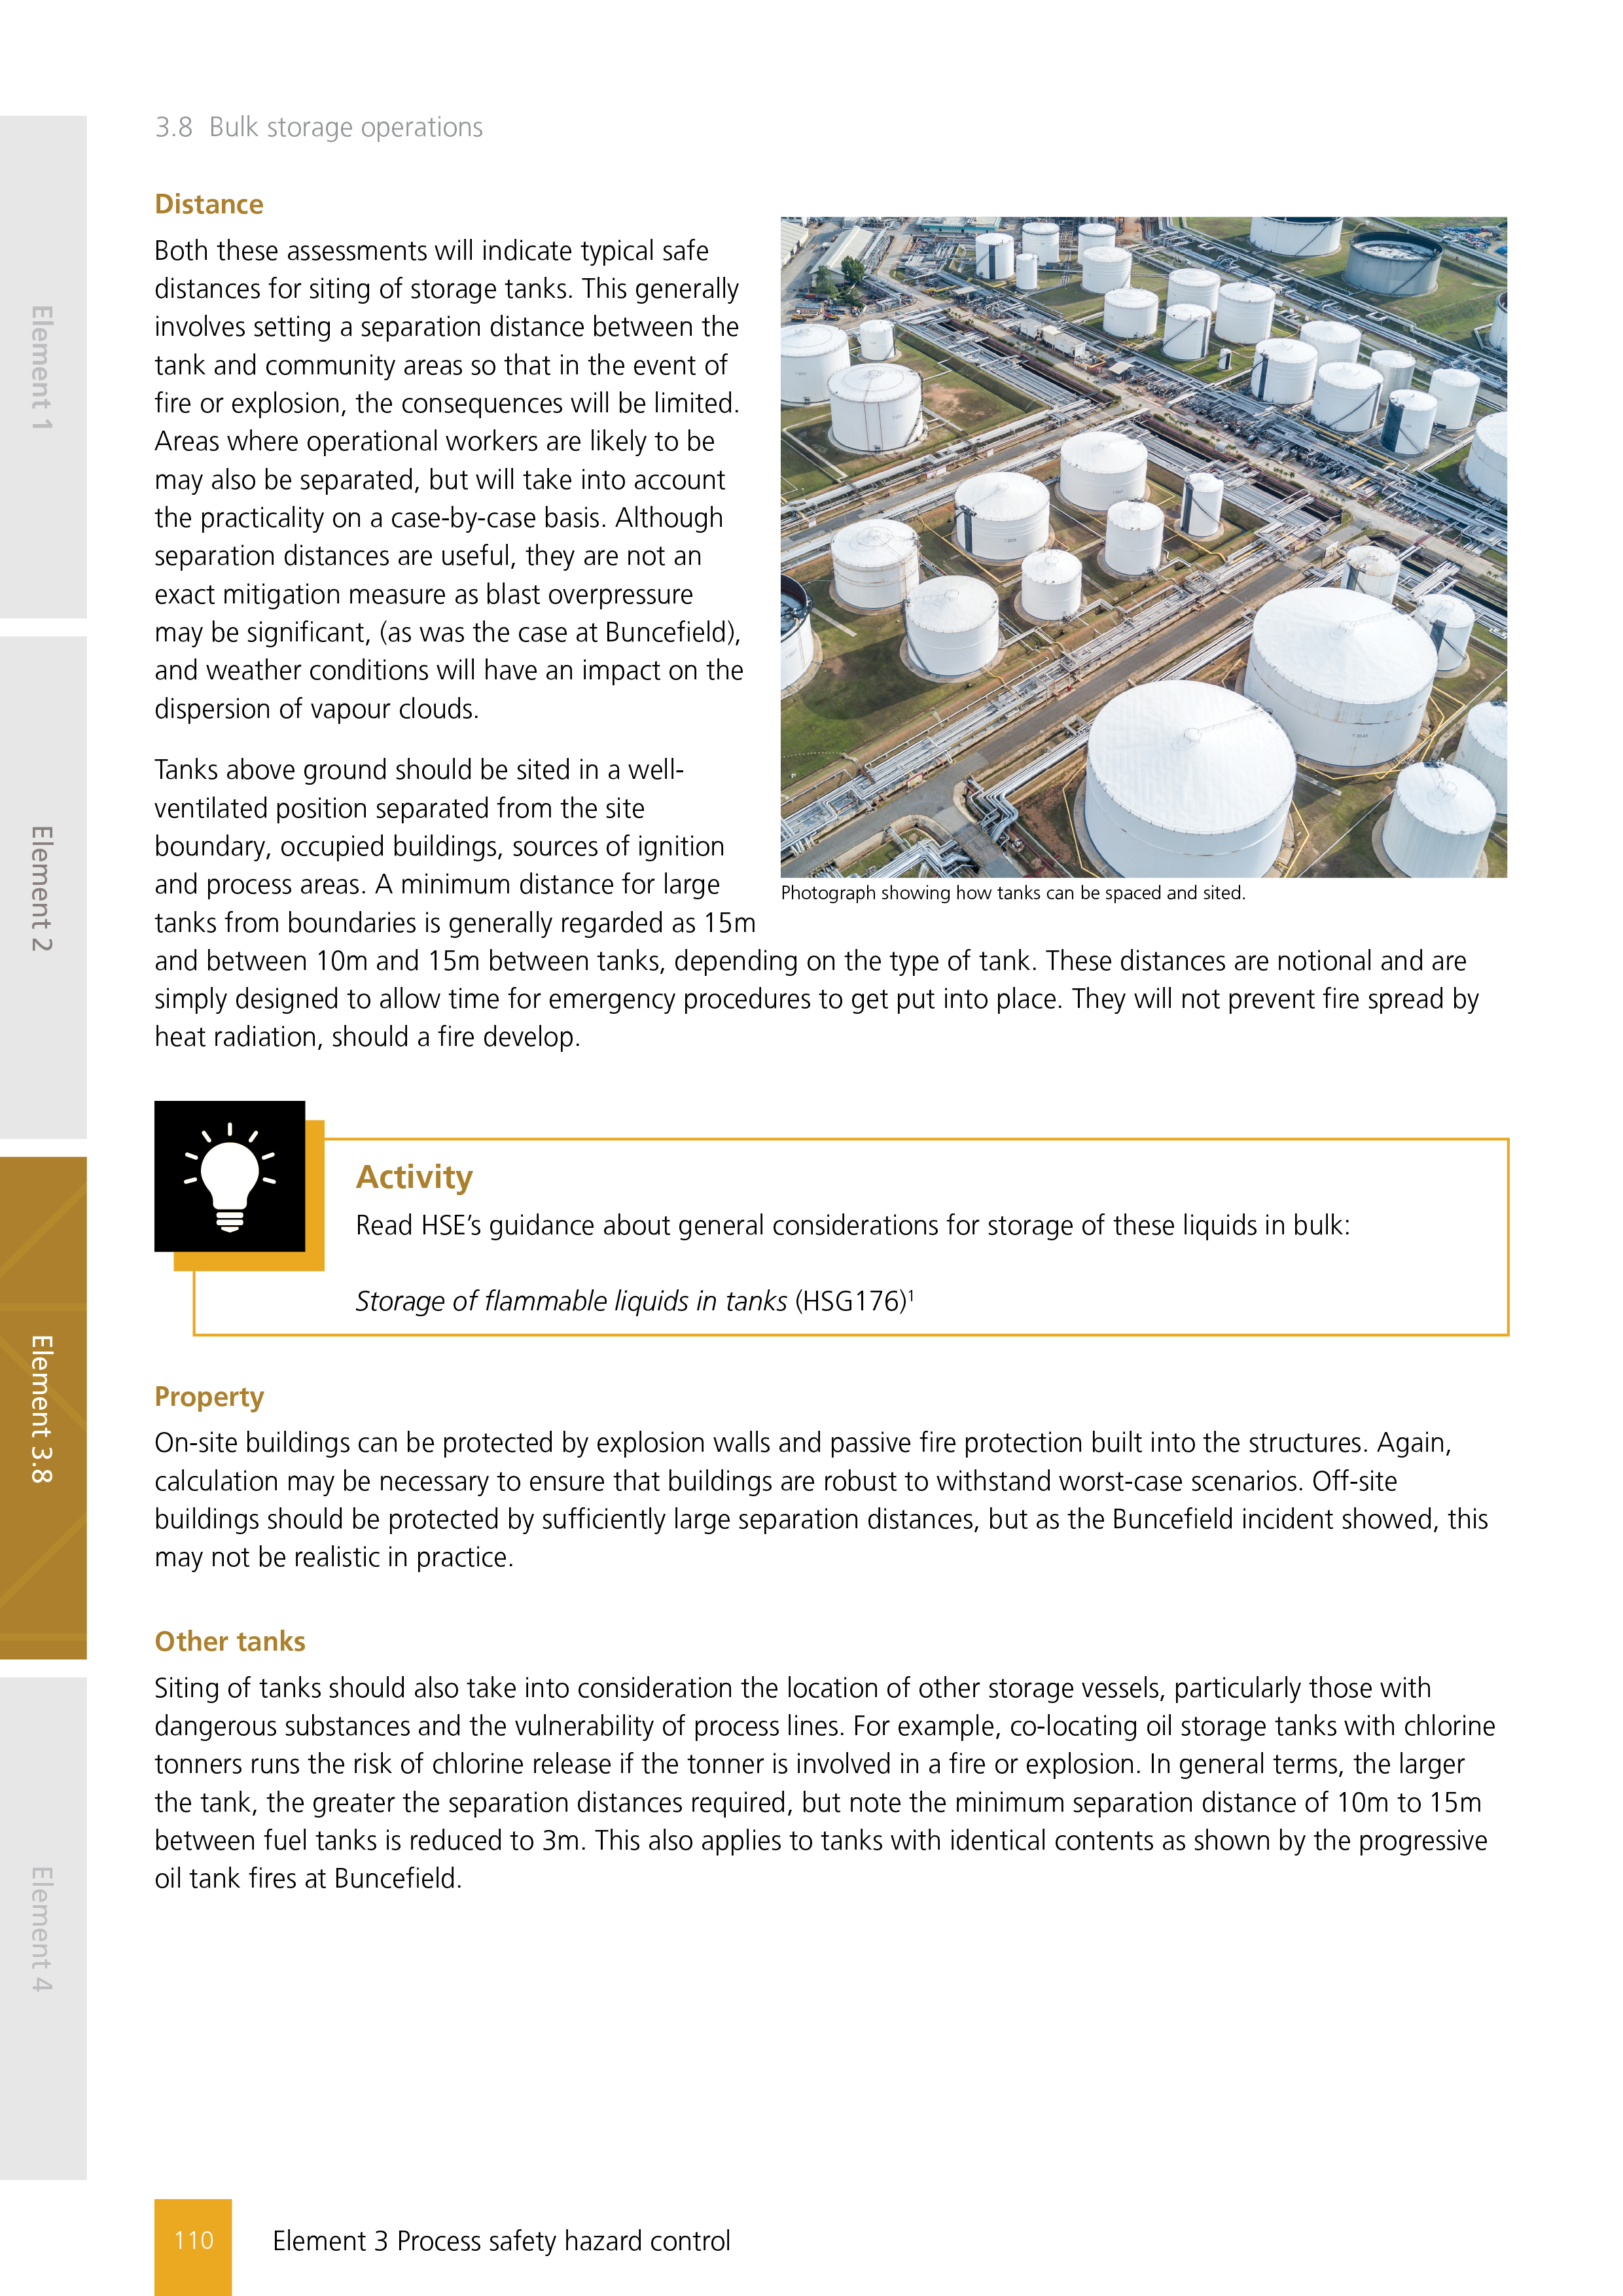 3.8 Bulk storage operations
Distance
Both these assessments will indicate typical safe
distances for siting of storage tanks. This generally
involves setting a separation distance between the
tank and community areas so that in the event of
fire or explosion, the consequences will be limited.
Areas where operational workers are likely to be
may also be separated, but will take into account
the practicality on a case-by-case basis. Although
separation distances are useful, they are not an
exact mitigation measure as blast overpressure
may be significant, (as was the case at Buncefield),
and weather conditions will have an impact on the
dispersion of vapour clouds.
Tanks above ground should be sited in a well-
ventilated position separated from the site
boundary, occupied buildings, sources of ignition
and process areas. A minimum distance for large
tanks from boundaries is generally regarded as 15m
and between 10m and 15m between tanks, depending on the type of tank. These distances are notional and are
simply designed to allow time for emergency procedures to get put into place. They will not prevent fire spread by
heat radiation, should a fire develop.
Photograph showing how tanks can be spaced and sited.
Activity
Read HSE’s guidance about general considerations for storage of these liquids in bulk:
Storage of flammable liquids in tanks (HSG176)¹
Property
On-site buildings can be protected by explosion walls and passive fire protection built into the structures. Again,
calculation may be necessary to ensure that buildings are robust to withstand worst-case scenarios. Off-site
buildings should be protected by sufficiently large separation distances, but as the Buncefield incident showed, this
may not be realistic in practice.
Other tanks
Siting of tanks should also take into consideration the location of other storage vessels, particularly those with
dangerous substances and the vulnerability of process lines. For example, co-locating oil storage tanks with chlorine
tonners runs the risk of chlorine release if the tonner is involved in a fire or explosion. In general terms, the larger
the tank, the greater the separation distances required, but note the minimum separation distance of 10m to 15m
between fuel tanks is reduced to 3m. This also applies to tanks with identical contents as shown by the progressive
oil tank fires at Buncefield.
Element 1
Element 2
Element 3.8
Element 4
110
Element 3 Process safety hazard control